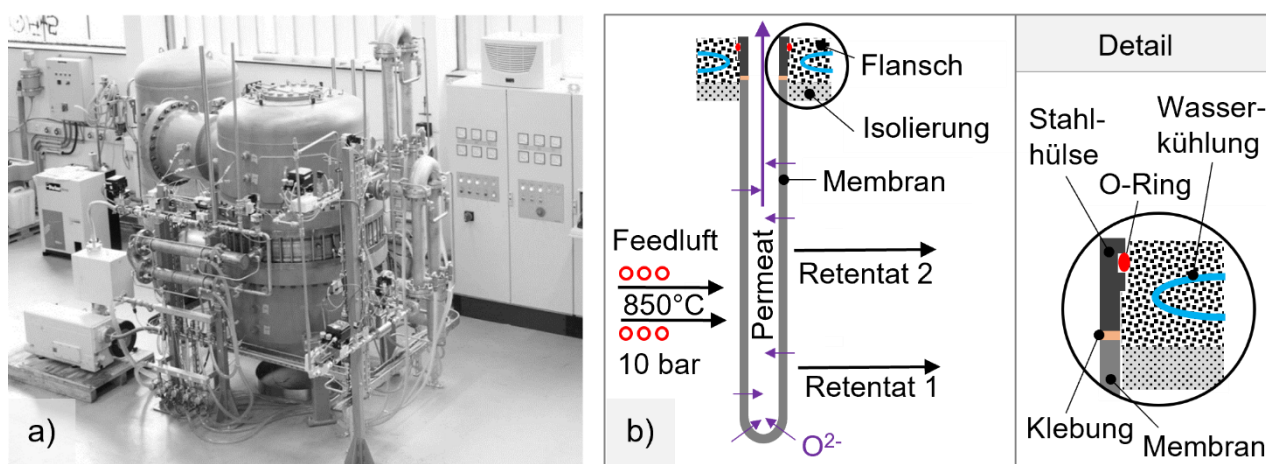 a)
b)
Feedluft
850°C
10 bar
Permeat
Flansch
Isolierung
Membran
Retentat 2
Retentat 1
O²⁻
Detail
Stahl-
hülse
Wasser-
kühlung
O-Ring
Klebung
Membran